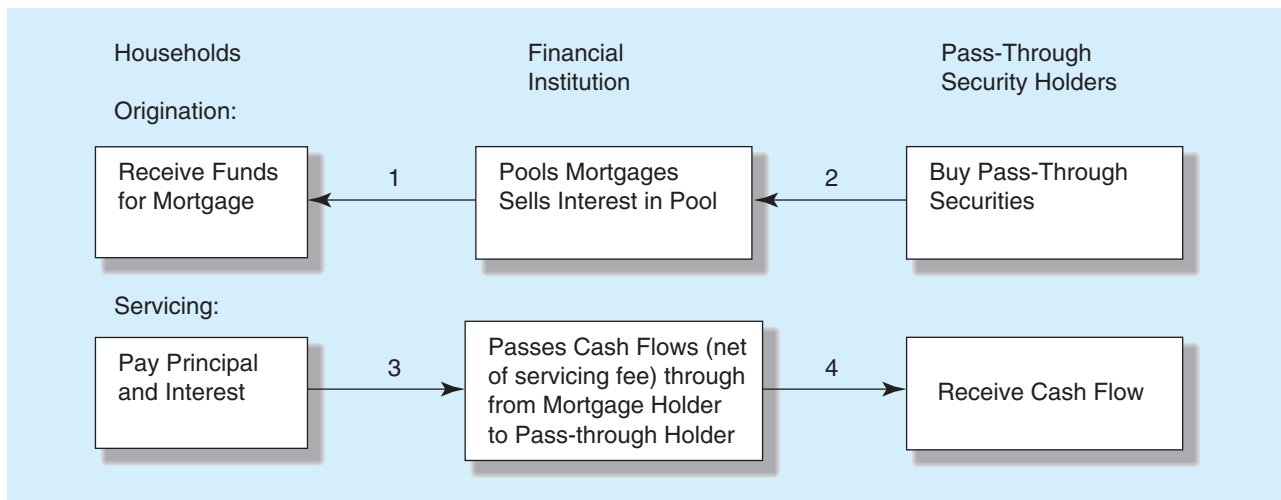 Households
Financial
Institution
Pass-Through
Security Holders
Origination:
Receive Funds
for Mortgage
1
Pools Mortgages
Sells Interest in Pool
2
Buy Pass-Through
Securities
Servicing:
Pay Principal
and Interest
3
Passes Cash Flows (net
of servicing fee) through
from Mortgage Holder
to Pass-through Holder
4
Receive Cash Flow